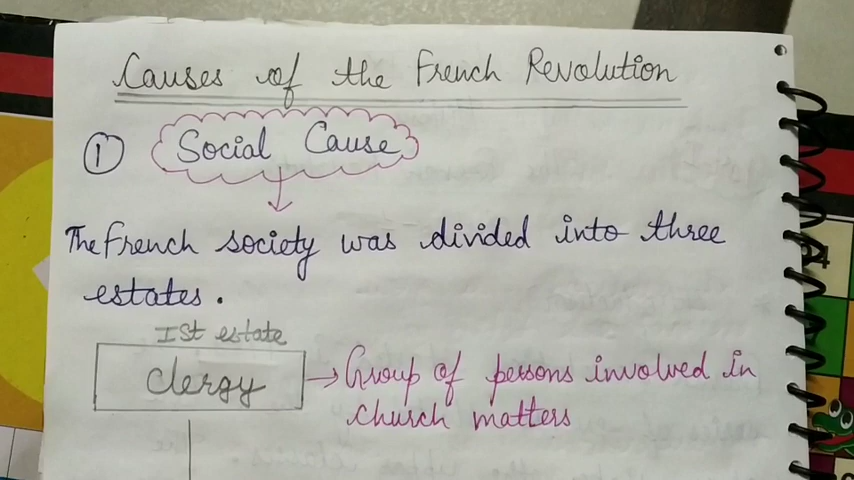 Causes of the French Revolution
① Social Cause
The French society was divided into three
estates.
Ist estate
Clergy → Group of persons involved in
church matters